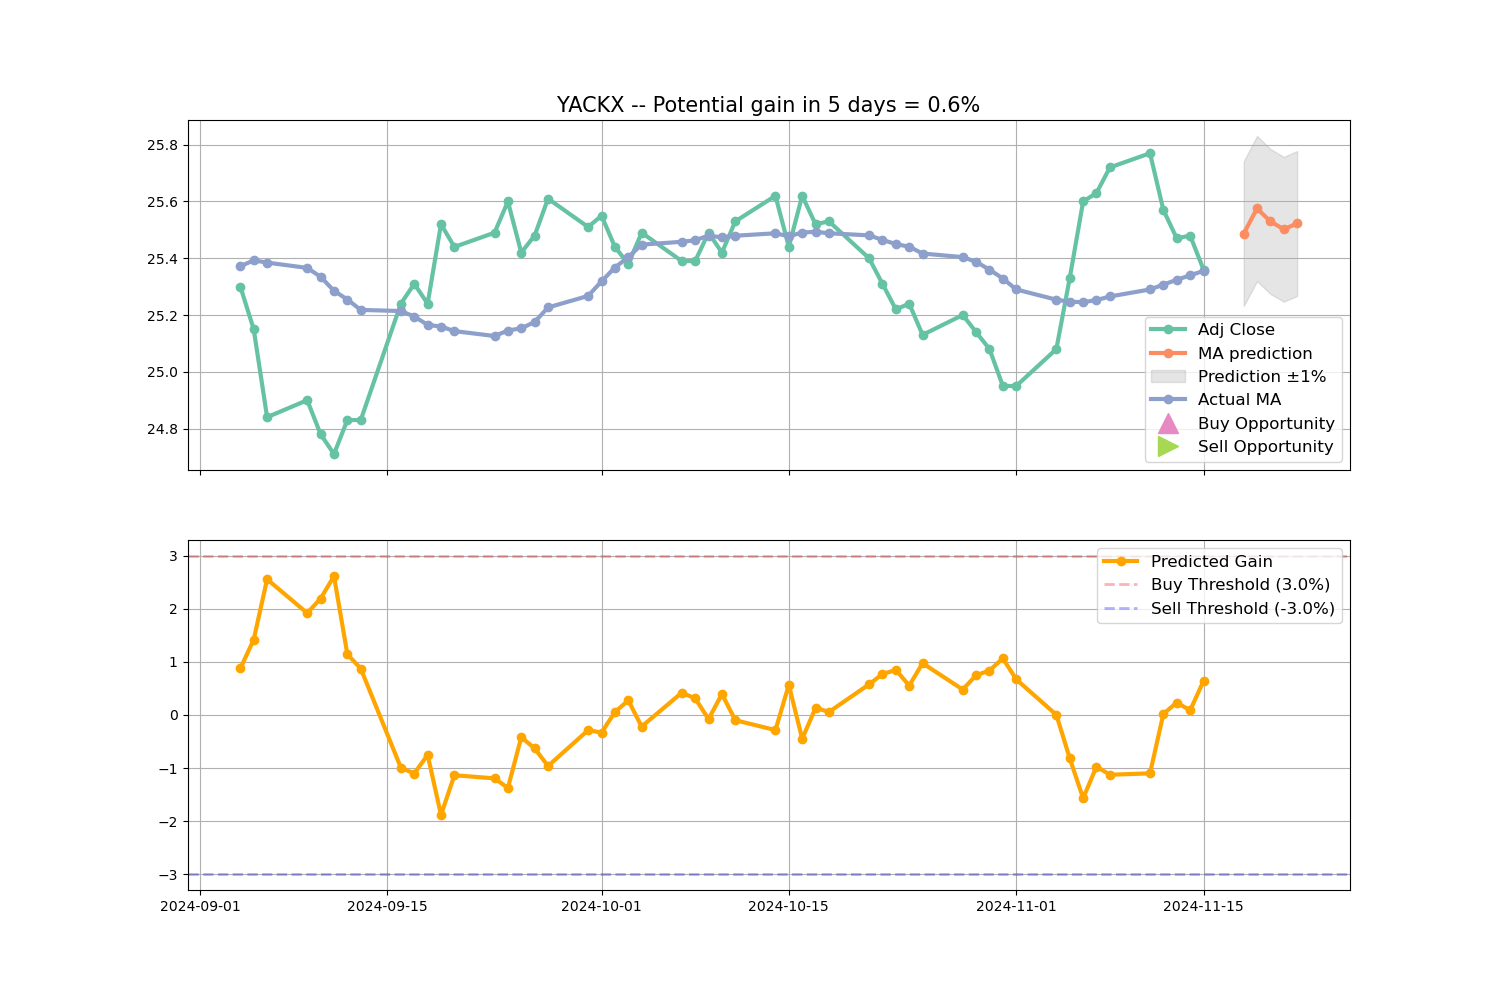 YACKX -- Potential gain in 5 days = 0.6%
25.8
25.6
25.4
25.2
25.0
24.8
Adj Close
MA prediction
Prediction ±1%
Actual MA
Buy Opportunity
Sell Opportunity
3
2
1
0
−1
−2
−3
Predicted Gain
Buy Threshold (3.0%)
Sell Threshold (-3.0%)
2024-09-01
2024-09-15
2024-10-01
2024-10-15
2024-11-01
2024-11-15